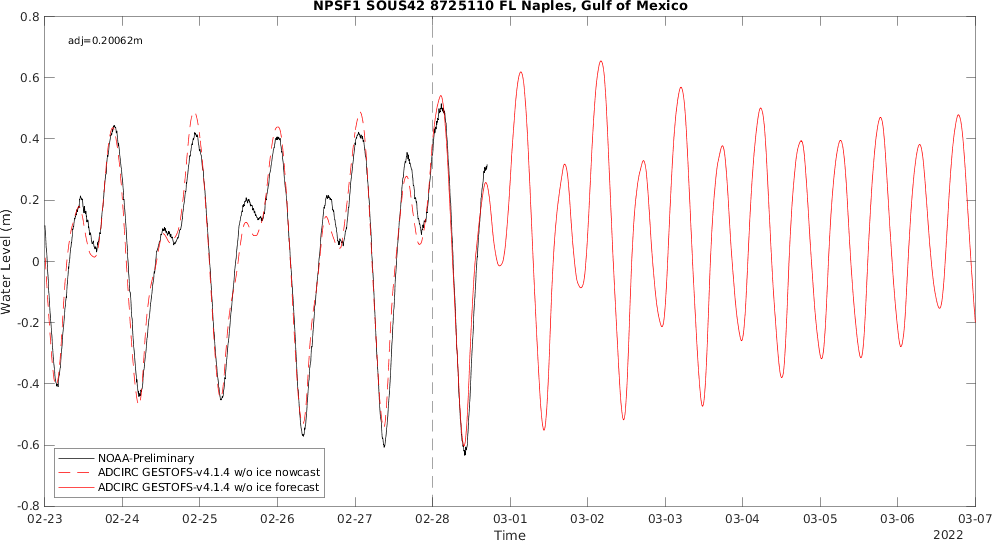 NPSF1 SOUS42 8725110 FL Naples, Gulf of Mexico
adj=0.20062m
0.8
0.6
0.4
0.2
0
-0.2
-0.4
-0.6
-0.8
Water Level (m)
NOAA-Preliminary
ADCIRC GESTOFS-v4.1.4 w/o ice nowcast
ADCIRC GESTOFS-v4.1.4 w/o ice forecast
02-23 02-24 02-25 02-26 02-27 02-28 03-01 03-02 03-03 03-04 03-05 03-06 03-07
Time
2022